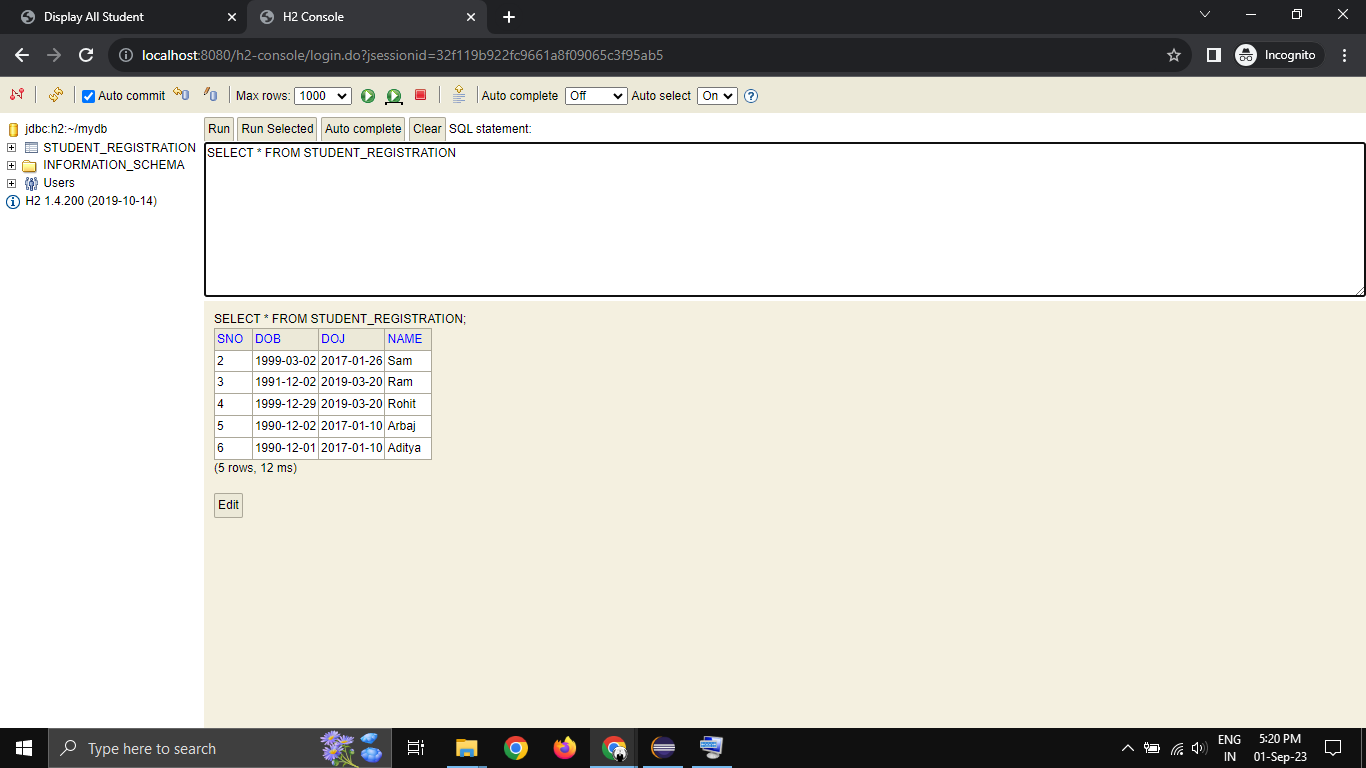 Display All Student
H2 Console
localhost:8080/h2-console/login.do?jsessionid=32f119b922fc9661a8f09065c3f95ab5
Incognito
Auto commit
Max rows: 1000
Auto complete Off
Auto select On
jdbc:h2:~/mydb
STUDENT_REGISTRATION
INFORMATION_SCHEMA
Users
H2 1.4.200 (2019-10-14)
Run Run Selected Auto complete Clear SQL statement:
SELECT * FROM STUDENT_REGISTRATION
SELECT * FROM STUDENT_REGISTRATION;
SNO DOB DOJ NAME
2 1999-03-02 2017-01-26 Sam
3 1991-12-02 2019-03-20 Ram
4 1999-12-29 2019-03-20 Rohit
5 1990-12-02 2017-01-10 Arbaj
6 1990-12-01 2017-01-10 Aditya
(5 rows, 12 ms)
Edit
Type here to search
ENG
IN
5:20 PM
01-Sep-23